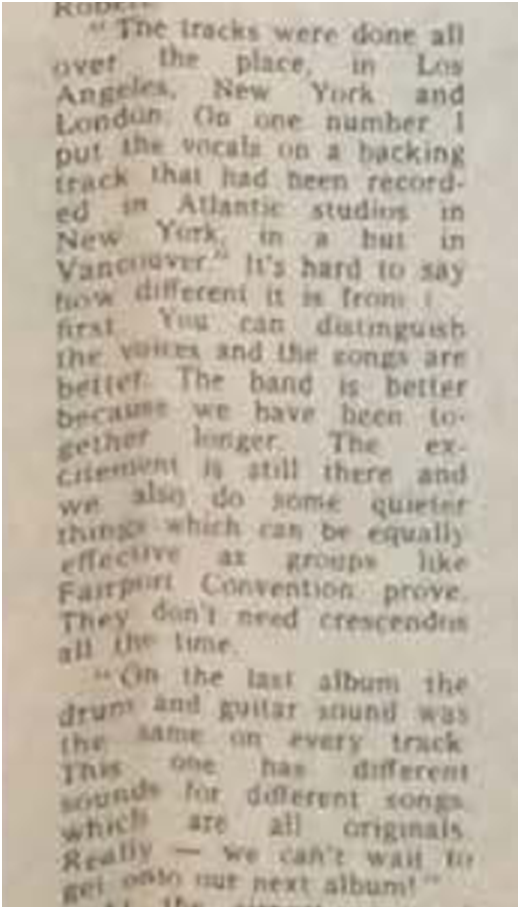 Robert
"The tracks were done all
over the place, in Los
Angeles, New York and
London. On one number I
put the vocals on a backing
track that had been record-
ed in Atlantic studios in
New York, in a hut in
Vancouver." It's hard to say
how different it is from
first. You can distinguish
the voices and the songs are
better. The band is better
because we have been to-
gether longer. The ex-
citement is still there and
we also do some quieter
things which can be equally
effective as groups like
Fairport Convention prove.
They don't need crescendos
all the time.
"On the last album the
drum and guitar sound was
the same on every track.
This one has different
sounds for different songs,
which are all originals.
Really — we can't wait to
get onto our next album!"
the